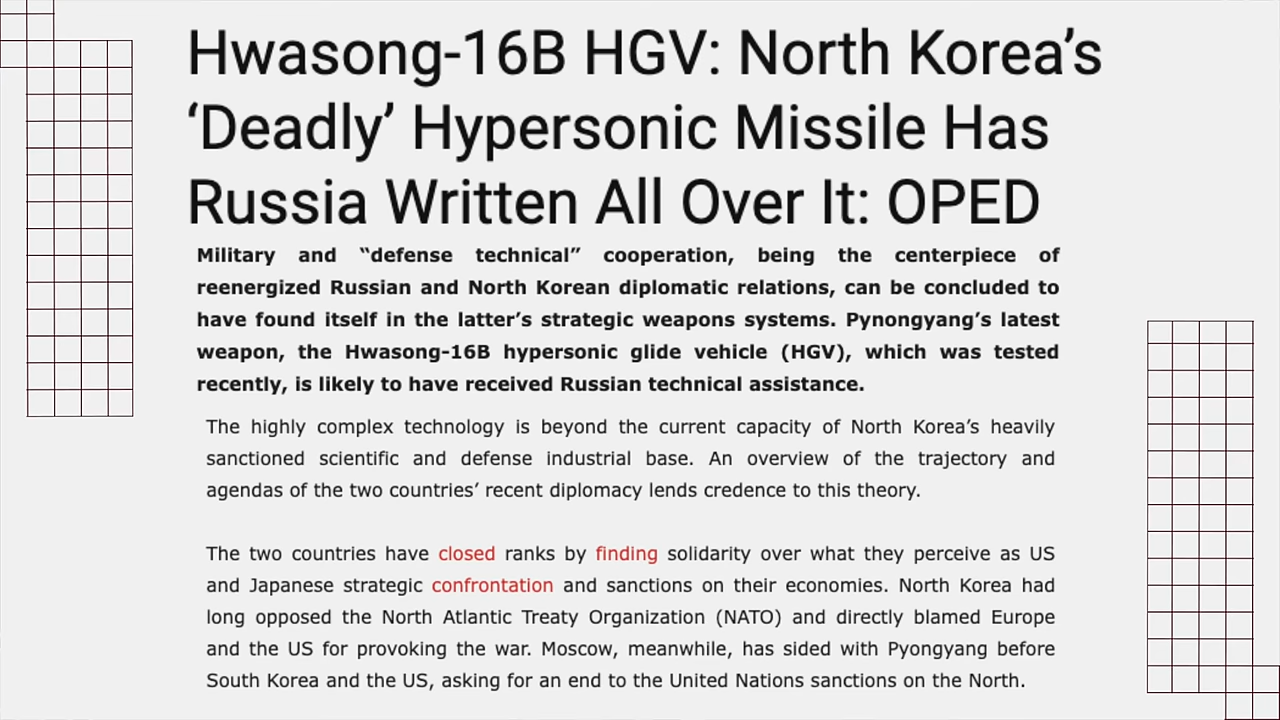 Hwasong-16B HGV: North Korea’s
‘Deadly’ Hypersonic Missile Has
Russia Written All Over It: OPED
Military and “defense technical” cooperation, being the centerpiece of
reenergized Russian and North Korean diplomatic relations, can be concluded to
have found itself in the latter’s strategic weapons systems. Pynongyang’s latest
weapon, the Hwasong-16B hypersonic glide vehicle (HGV), which was tested
recently, is likely to have received Russian technical assistance.
The highly complex technology is beyond the current capacity of North Korea’s heavily
sanctioned scientific and defense industrial base. An overview of the trajectory and
agendas of the two countries’ recent diplomacy lends credence to this theory.
The two countries have closed ranks by finding solidarity over what they perceive as US
and Japanese strategic confrontation and sanctions on their economies. North Korea had
long opposed the North Atlantic Treaty Organization (NATO) and directly blamed Europe
and the US for provoking the war. Moscow, meanwhile, has sided with Pyongyang before
South Korea and the US, asking for an end to the United Nations sanctions on the North.